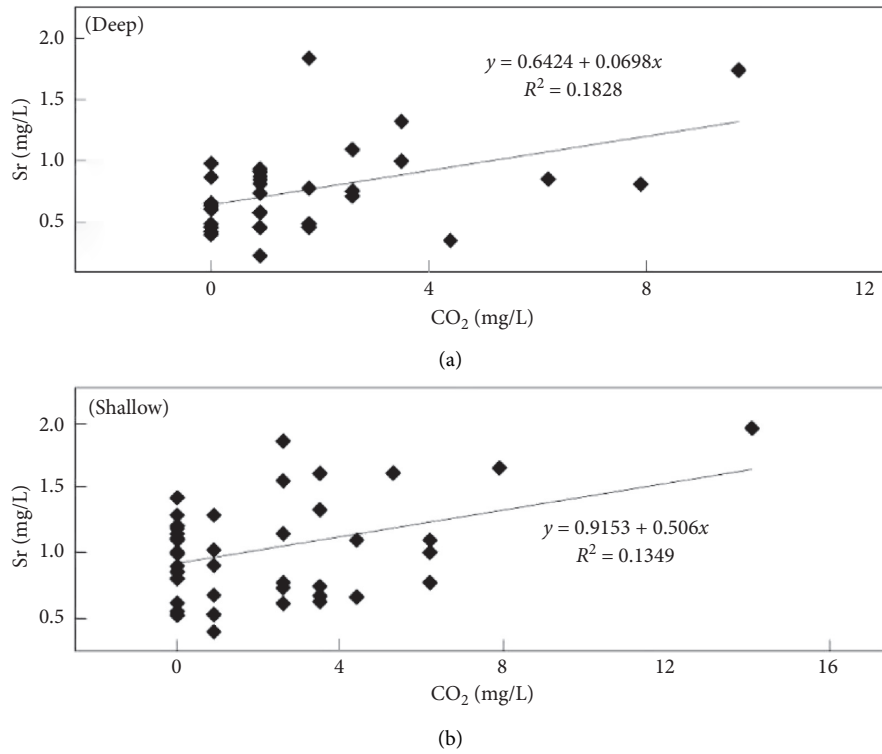 (Deep)
2.0
1.5
1.0
0.5
Sr (mg/L)
y = 0.6424 + 0.0698x
R² = 0.1828
0 4 8 12
CO₂ (mg/L)
(a)
(Shallow)
2.0
1.5
1.0
0.5
Sr (mg/L)
y = 0.9153 + 0.506x
R² = 0.1349
0 4 8 12 16
CO₂ (mg/L)
(b)